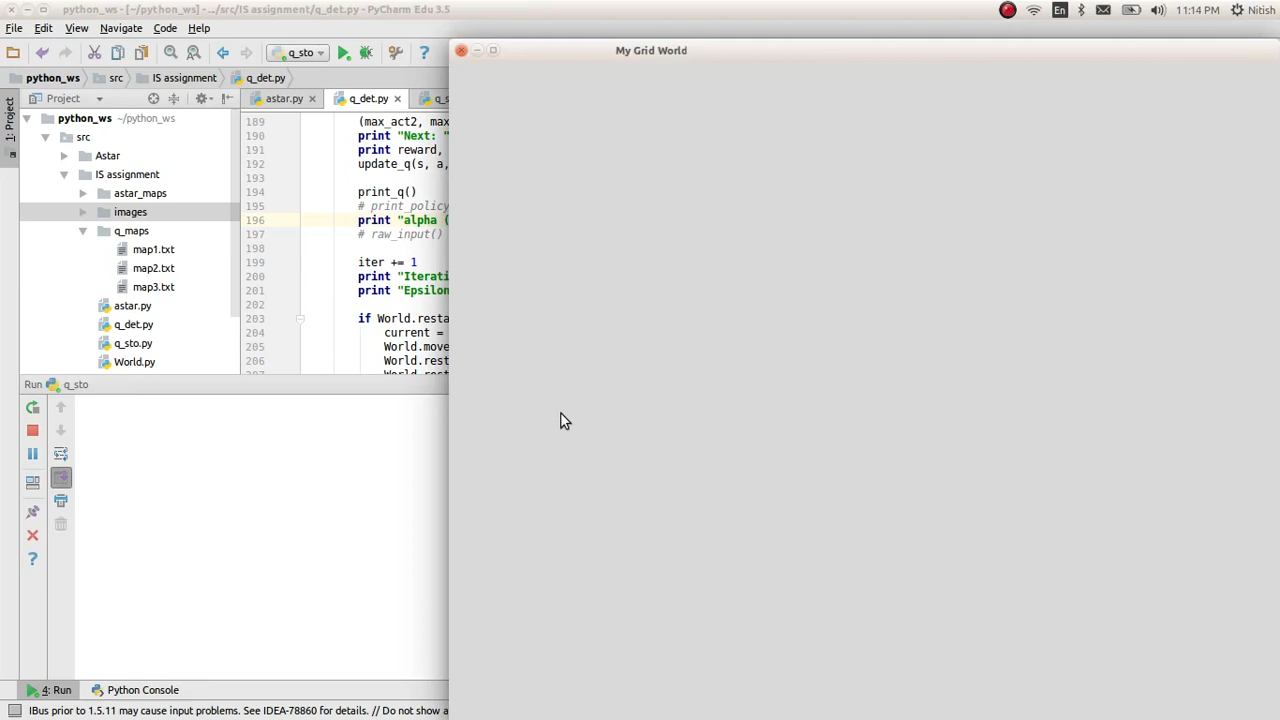 python_ws - [~/python_ws] - .../src/IS assignment/q_det.py - PyCharm Edu 3.5
En
11:14 PM
Nitish
File Edit View Navigate Code Help
q_sto
My Grid World
python_ws src IS assignment q_det.py
1: Project
Project
astar.py
q_det.py
q_s
python_ws ~/python_ws
src
Astar
IS assignment
astar_maps
images
q_maps
map1.txt
map2.txt
map3.txt
astar.py
q_det.py
q_sto.py
World.py
189 (max_act2, max
190 print "Next: "
191 print reward,
192 update_q(s, a,
193
194 print_q()
195 # print_policy
196 print "alpha (
197 # raw_input()
198
199 iter += 1
200 print "Iterati
201 print "Epsilon
202
203 if World.resta
204 current =
205 World.move
206 World.rest
207 World.rest
Run q_sto
4: Run
Python Console
IBus prior to 1.5.11 may cause input problems. See IDEA-78860 for details. // Do not show a